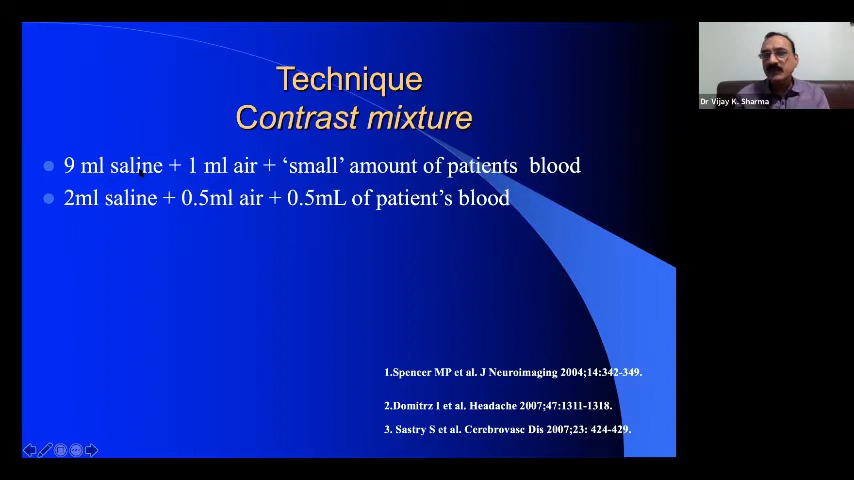 Technique
Contrast mixture
9 ml saline + 1 ml air + ‘small’ amount of patients blood
2ml saline + 0.5ml air + 0.5mL of patient’s blood
1.Spencer MP et al. J Neuroimaging 2004;14:342-349.
2.Domitrz I et al. Headache 2007;47:1311-1318.
3. Sastry S et al. Cerebrovasc Dis 2007;23: 424-429.
Dr Vijay K. Sharma